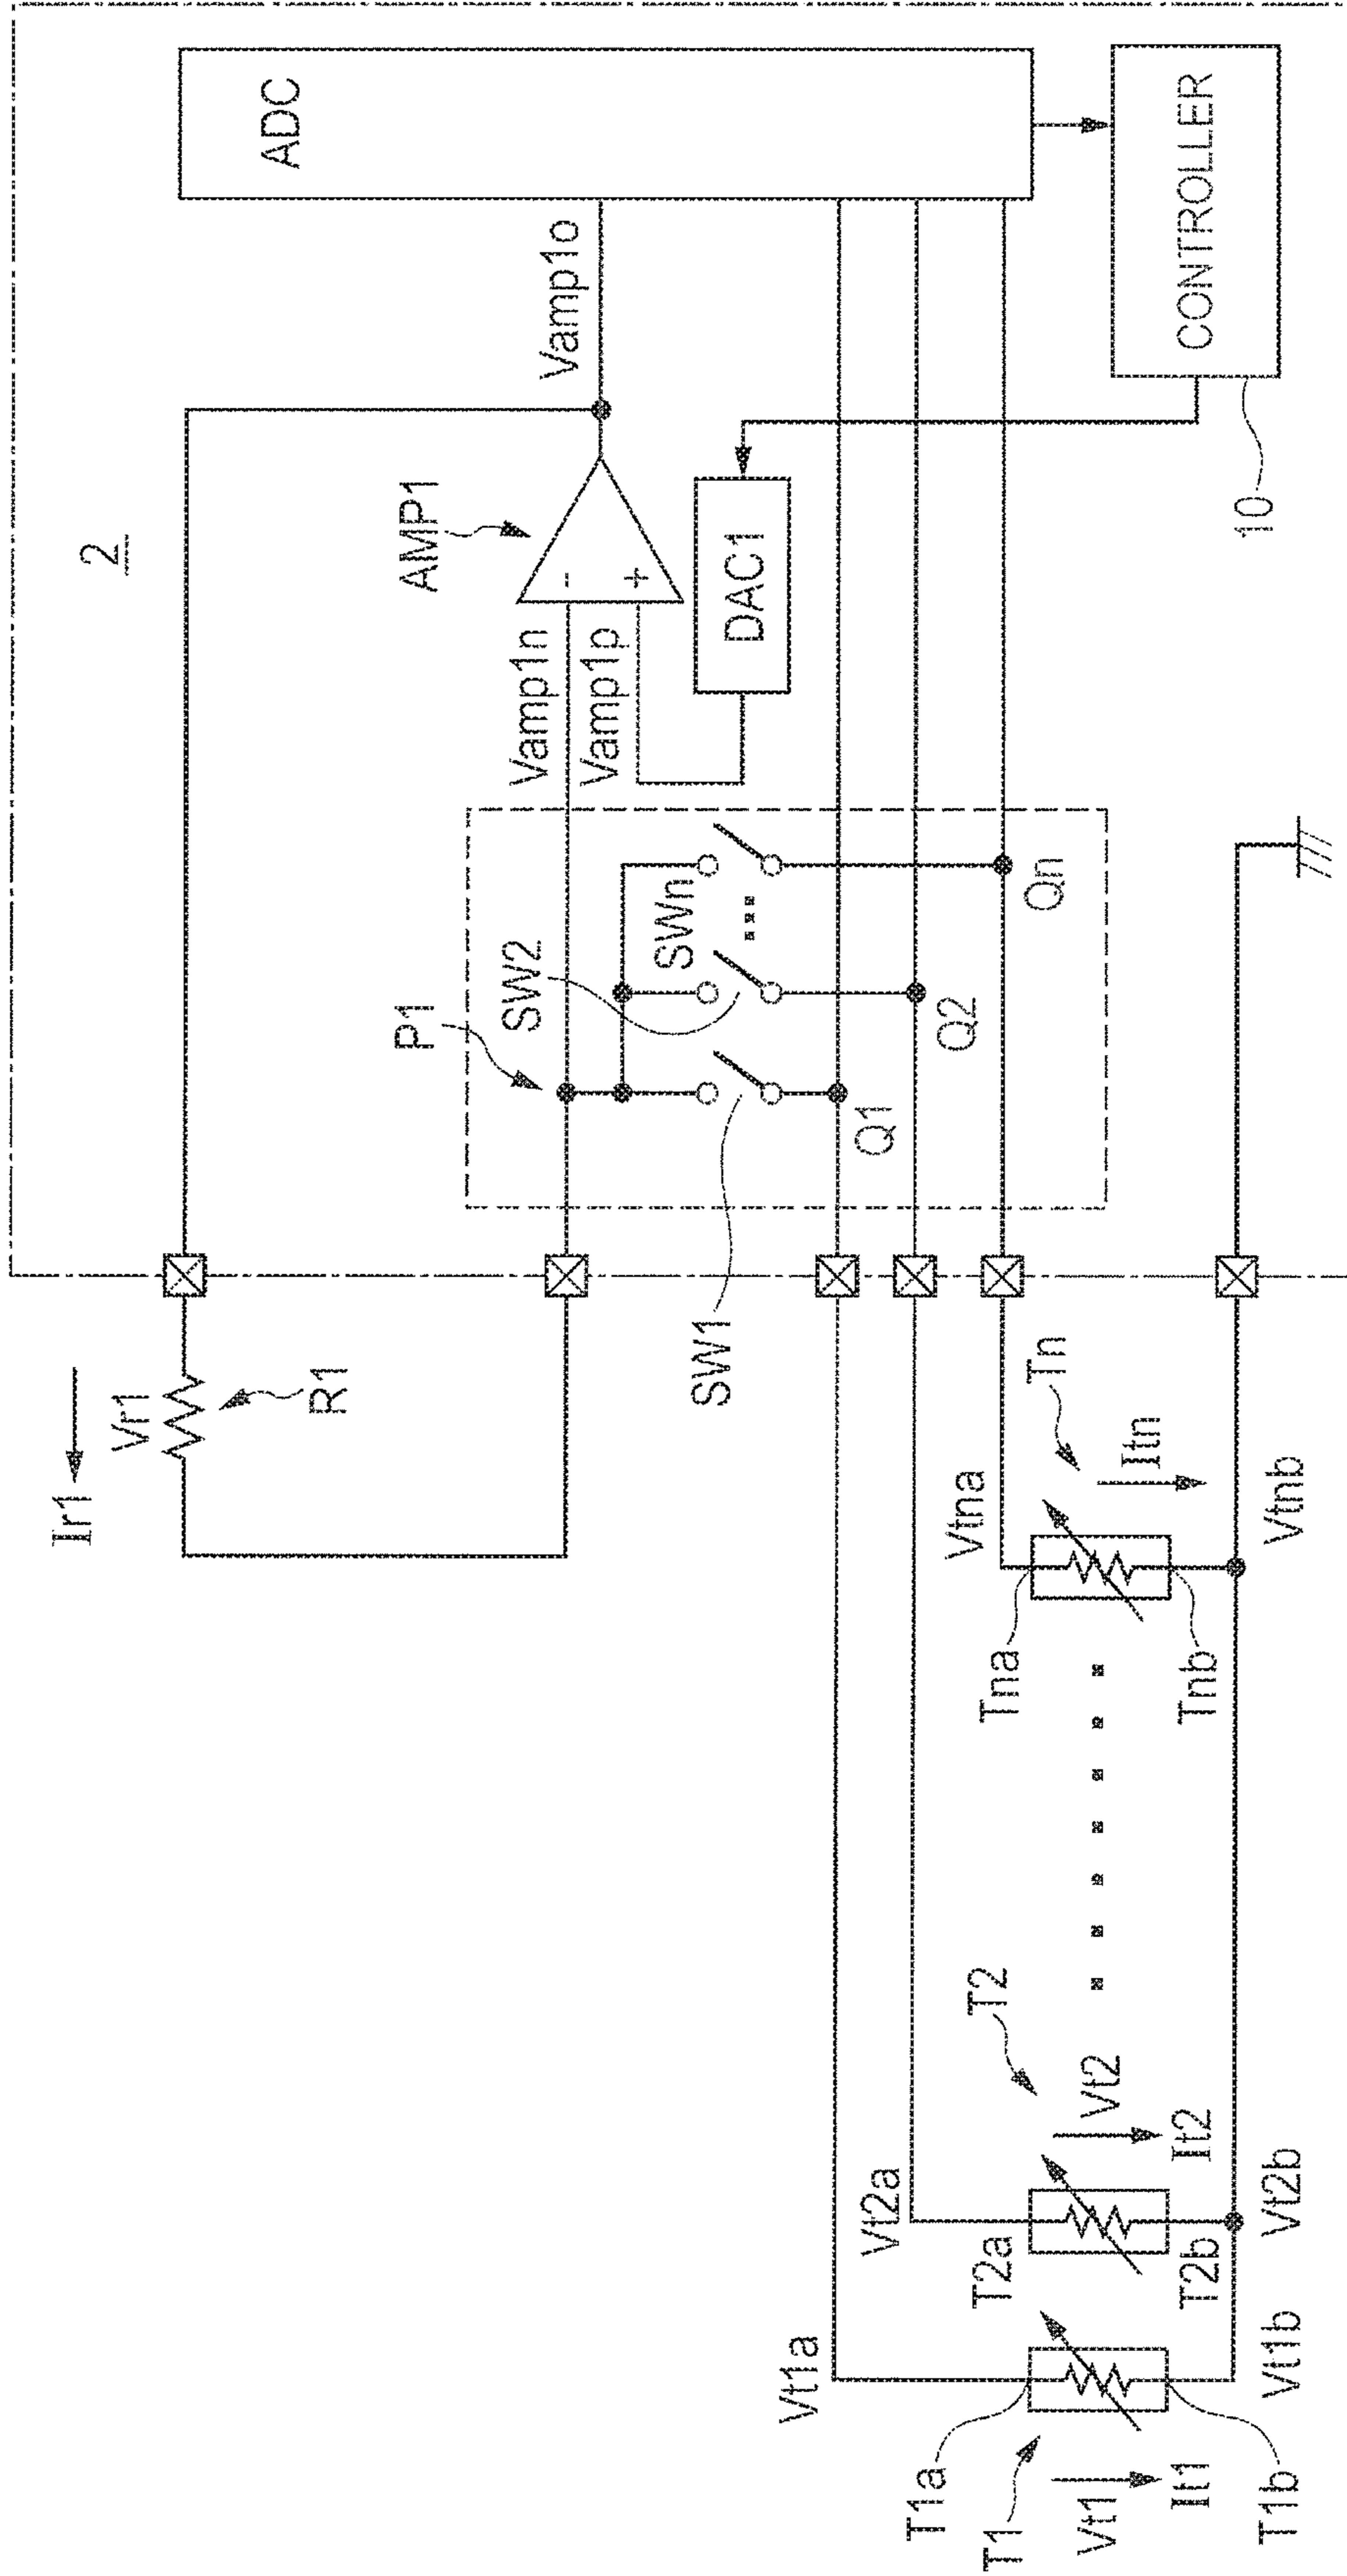 2
ADC
CONTROLLER
10
Vamp1o
AMP1
-
+
DAC1
Vamp1n
Vamp1p
P1
SW2
SWn
SW1
Q1
Q2
Qn
Ir1
Vr1
R1
Tn
Itn
Vtna
Vtnb
Tna
Tnb
T2
Vt2
It2
Vt2a
T2a
T2b
Vt2b
Vt1a
Vt1b
T1a
T1
Vt1
It1
T1b